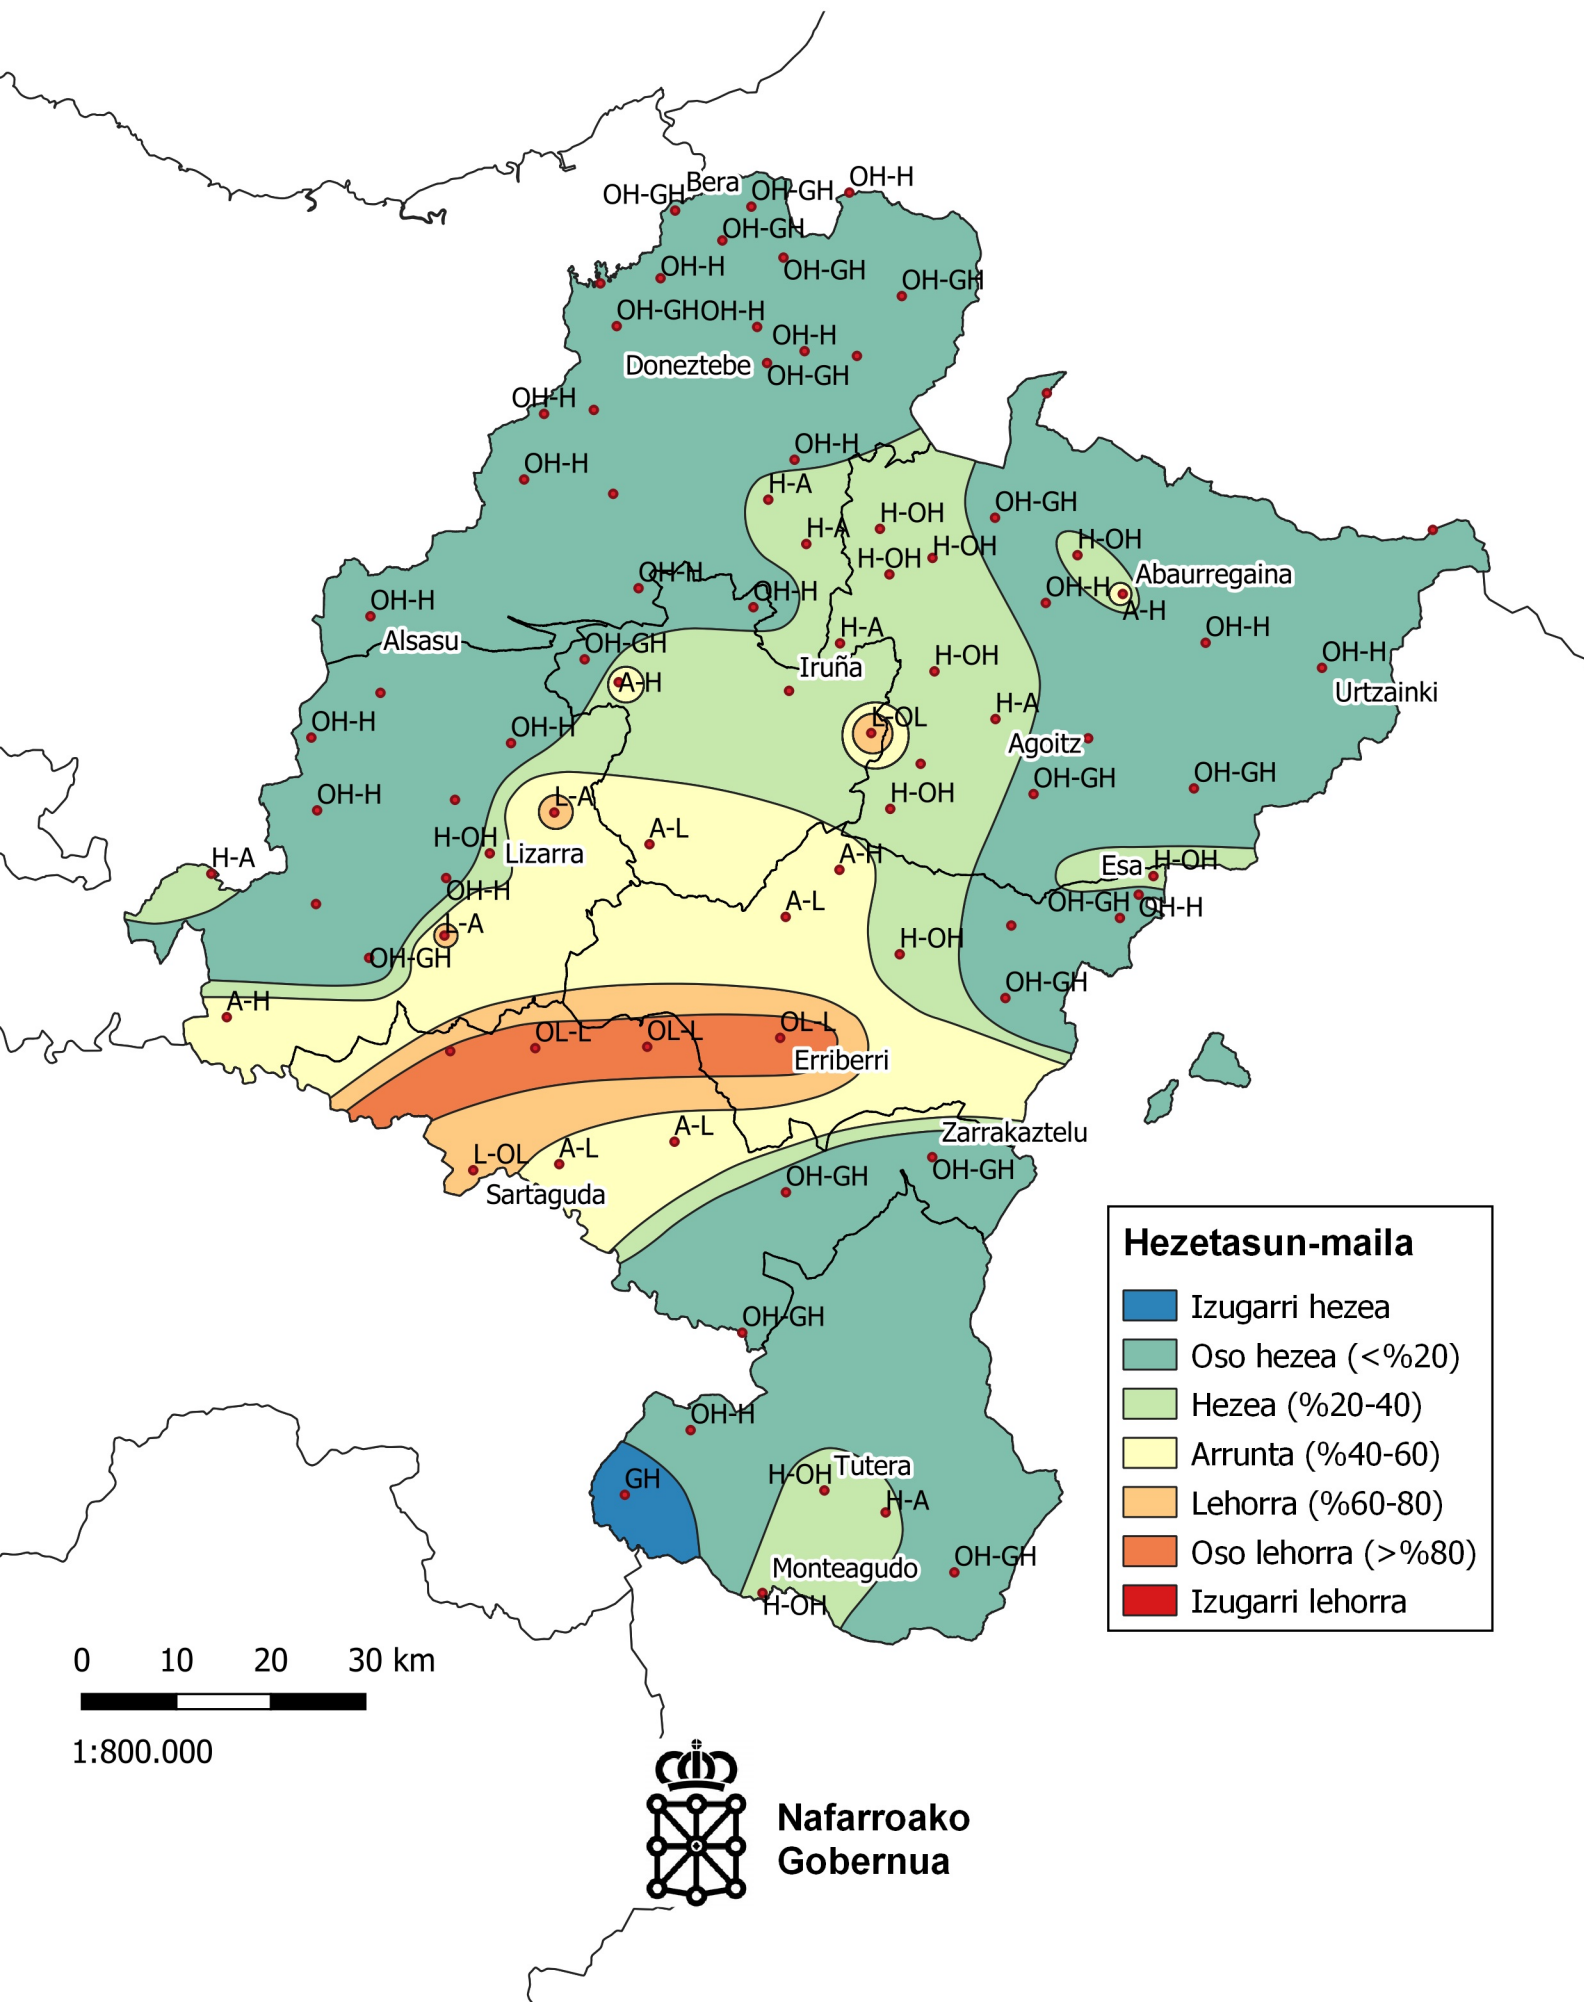 OH-H
Bera
OH-GH
OH-GH
OH-GH
OH-H
OH-GH
OH-GH
OH-GH
OH-H
OH-H
Doneztebe
OH-GH
OH-H
OH-H
OH-H
H-A
OH-GH
H-OH
H-A
H-OH
H-OH
H-OH
Abaurregaina
OH-H
OH-H
OH-H
A-H
OH-H
Alsasu
H-A
OH-H
OH-GH
OH-H
Iruña
H-OH
A-H
Urtzainki
H-A
OH-H
OH-H
L-OL
Agoitz
OH-GH
OH-GH
OH-H
L-A
H-OH
A-L
H-OH
Lizarra
A-H
H-A
Esa
H-OH
OH-H
A-L
OH-GH
OH-H
L-A
H-OH
OH-GH
OH-GH
A-H
OL-L
OL-L
OL-L
Erriberri
A-L
Zarrakaztelu
L-OL
A-L
OH-GH
OH-GH
Sartaguda
OH-GH
OH-H
GH
H-OH
Tutera
H-A
OH-GH
Monteagudo
H-OH
Hezetasun-maila
Izugarri hezea
Oso hezea (<%20)
Hezea (%20-40)
Arrunta (%40-60)
Lehorra (%60-80)
Oso lehorra (>%80)
Izugarri lehorra
0 10 20 30 km
1:800.000
Nafarroako
Gobernua